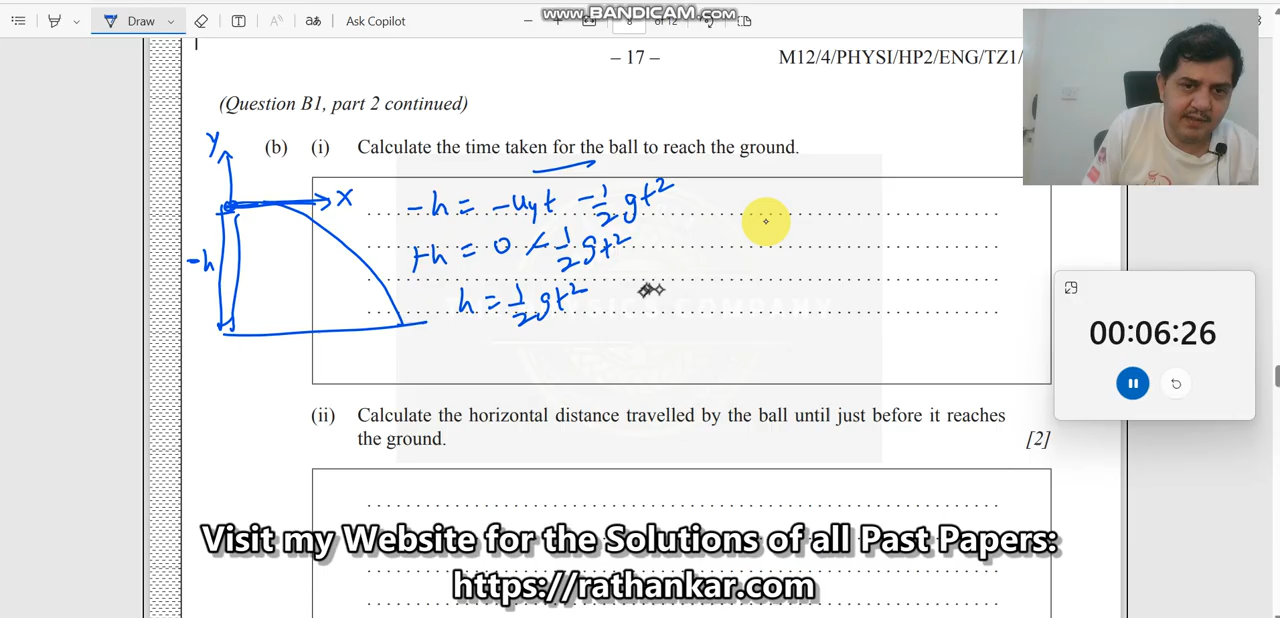 www.BANDICAM.com
Draw
Ask Copilot
of 12
– 17 –
M12/4/PHYSI/HP2/ENG/TZ1/
(Question B1, part 2 continued)
(b) (i) Calculate the time taken for the ball to reach the ground.
y
x
-h
-h = -uyt -1/2gt²
+h = 0 -1/2gt²
h = 1/2gt²
00:06:26
(ii) Calculate the horizontal distance travelled by the ball until just before it reaches
the ground.
[2]
Visit my Website for the Solutions of all Past Papers:
https://rathankar.com